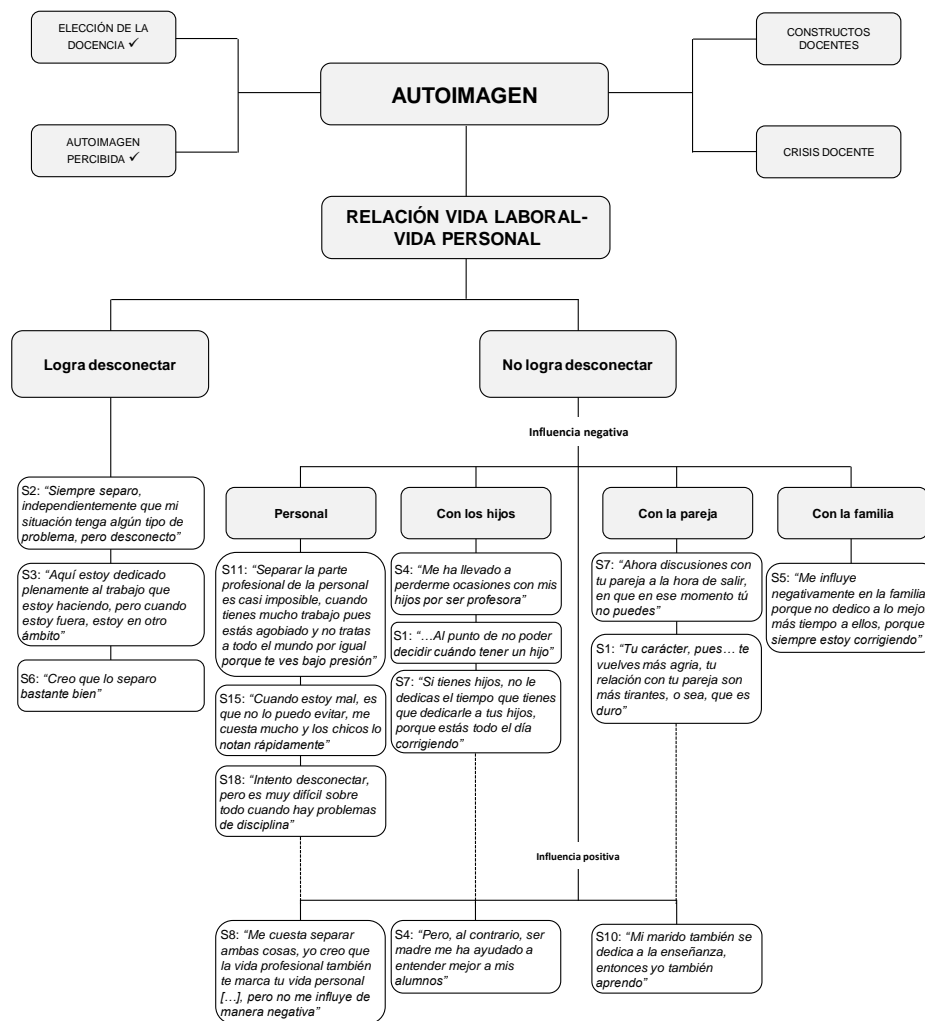 ELECCIÓN DE LA
DOCENCIA ✓
CONSTRUCTOS
DOCENTES
AUTOIMAGEN
AUTOIMAGEN
PERCIBIDA ✓
CRISIS DOCENTE
RELACIÓN VIDA LABORAL-
VIDA PERSONAL
Logra desconectar
No logra desconectar
Influencia negativa
S2: “Siempre separo,
independientemente que mi
situación tenga algún tipo de
problema, pero desconecto”
S3: “Aquí estoy dedicado
plenamente al trabajo que
estoy haciendo, pero cuando
estoy fuera, estoy en otro
ámbito”
S6: “Creo que lo separo
bastante bien”
Personal
S11: “Separar la parte
profesional de la personal
es casi imposible, cuando
tienes mucho trabajo pues
estás agobiado y no tratas
a todo el mundo por igual
porque te ves bajo presión”
S15: “Cuando estoy mal, es
que no lo puedo evitar, me
cuesta mucho y los chicos lo
notan rápidamente”
S18: “Intento desconectar,
pero es muy difícil sobre
todo cuando hay problemas
de disciplina”
Con los hijos
S4: “Me ha llevado a
perderme ocasiones con mis
hijos por ser profesora”
S1: “…Al punto de no poder
decidir cuándo tener un hijo”
S7: “Si tienes hijos, no le
dedicas el tiempo que tienes
que dedicarle a tus hijos,
porque estás todo el día
corrigiendo”
Con la pareja
S7: “Ahora discusiones con
tu pareja a la hora de salir,
en que en ese momento tú
no puedes”
S1: “Tu carácter, pues… te
vuelves más agria, tu
relación con tu pareja son
más tirantes, o sea, que es
duro”
Con la familia
S5: “Me influye
negativamente en la familia
porque no dedico a lo mejor
más tiempo a ellos, porque
siempre estoy corrigiendo”
Influencia positiva
S8: “Me cuesta separar
ambas cosas, yo creo que
la vida profesional también
te marca tu vida personal
[…], pero no me influye de
manera negativa”
S4: “Pero, al contrario, ser
madre me ha ayudado a
entender mejor a mis
alumnos”
S10: “Mi marido también se
dedica a la enseñanza,
entonces yo también
aprendo”